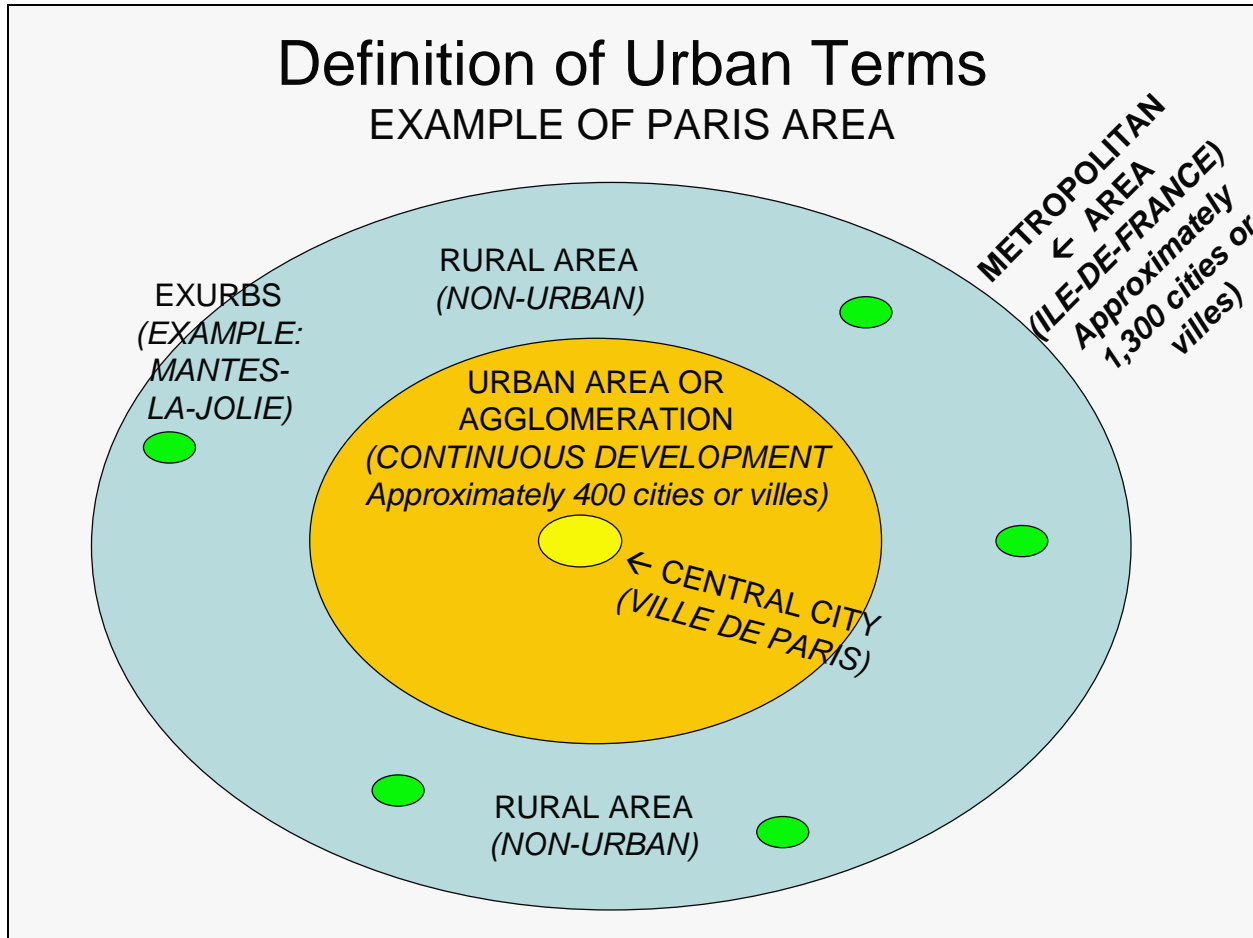 Definition of Urban Terms
EXAMPLE OF PARIS AREA
METROPOLITAN
← AREA
(ILE-DE-FRANCE)
Approximately
1,300 cities or
villes)
RURAL AREA
(NON-URBAN)
EXURBS
(EXAMPLE:
MANTES-
LA-JOLIE)
URBAN AREA OR
AGGLOMERATION
(CONTINUOUS DEVELOPMENT
Approximately 400 cities or villes)
← CENTRAL CITY
(VILLE DE PARIS)
RURAL AREA
(NON-URBAN)